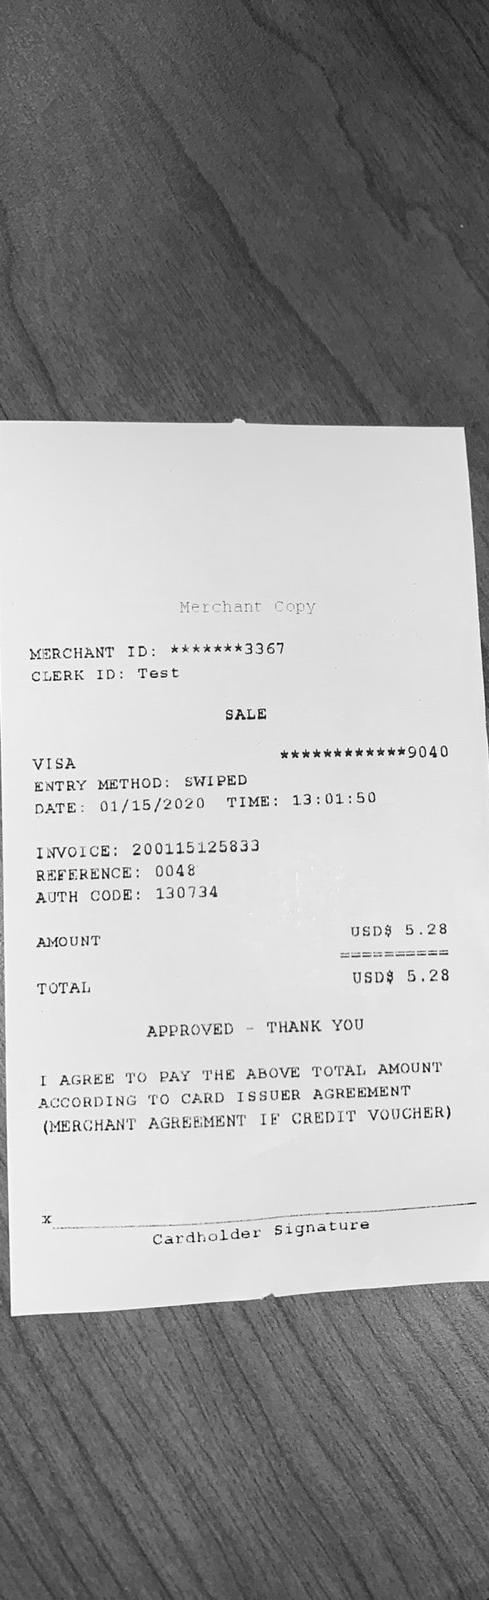 Merchant Copy
MERCHANT ID: *******3367
CLERK ID: Test
SALE
VISA ************9040
ENTRY METHOD: SWIPED
DATE: 01/15/2020 TIME: 13:01:50
INVOICE: 200115125833
REFERENCE: 0048
AUTH CODE: 130734
AMOUNT USD$ 5.28
==========
TOTAL USD$ 5.28
APPROVED - THANK YOU
I AGREE TO PAY THE ABOVE TOTAL AMOUNT
ACCORDING TO CARD ISSUER AGREEMENT
(MERCHANT AGREEMENT IF CREDIT VOUCHER)
x
Cardholder Signature